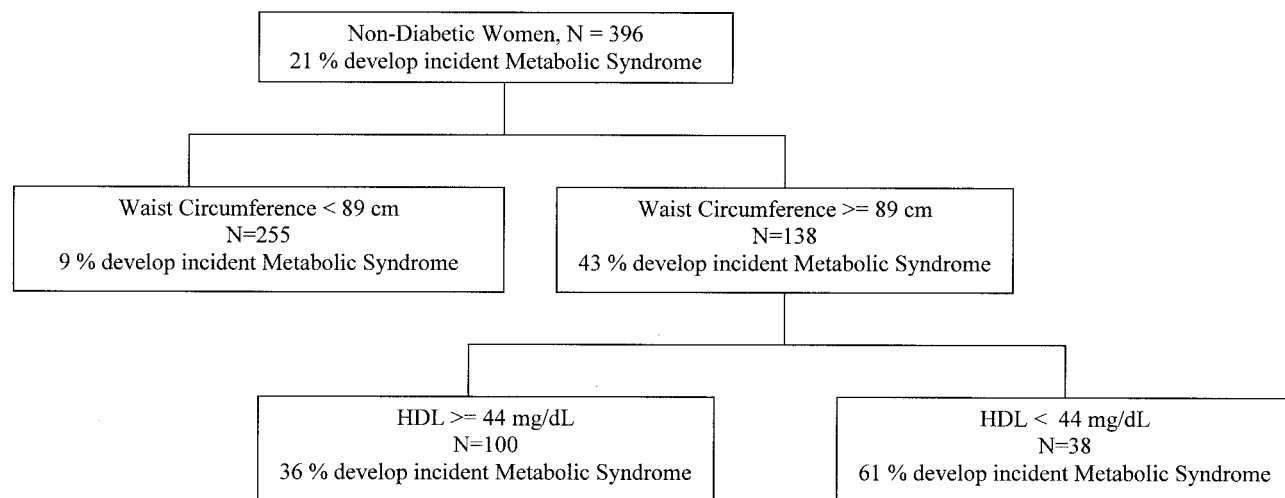 Non-Diabetic Women, N = 396
21 % develop incident Metabolic Syndrome
Waist Circumference < 89 cm
N=255
9 % develop incident Metabolic Syndrome
Waist Circumference >= 89 cm
N=138
43 % develop incident Metabolic Syndrome
HDL >= 44 mg/dL
N=100
36 % develop incident Metabolic Syndrome
HDL < 44 mg/dL
N=38
61 % develop incident Metabolic Syndrome